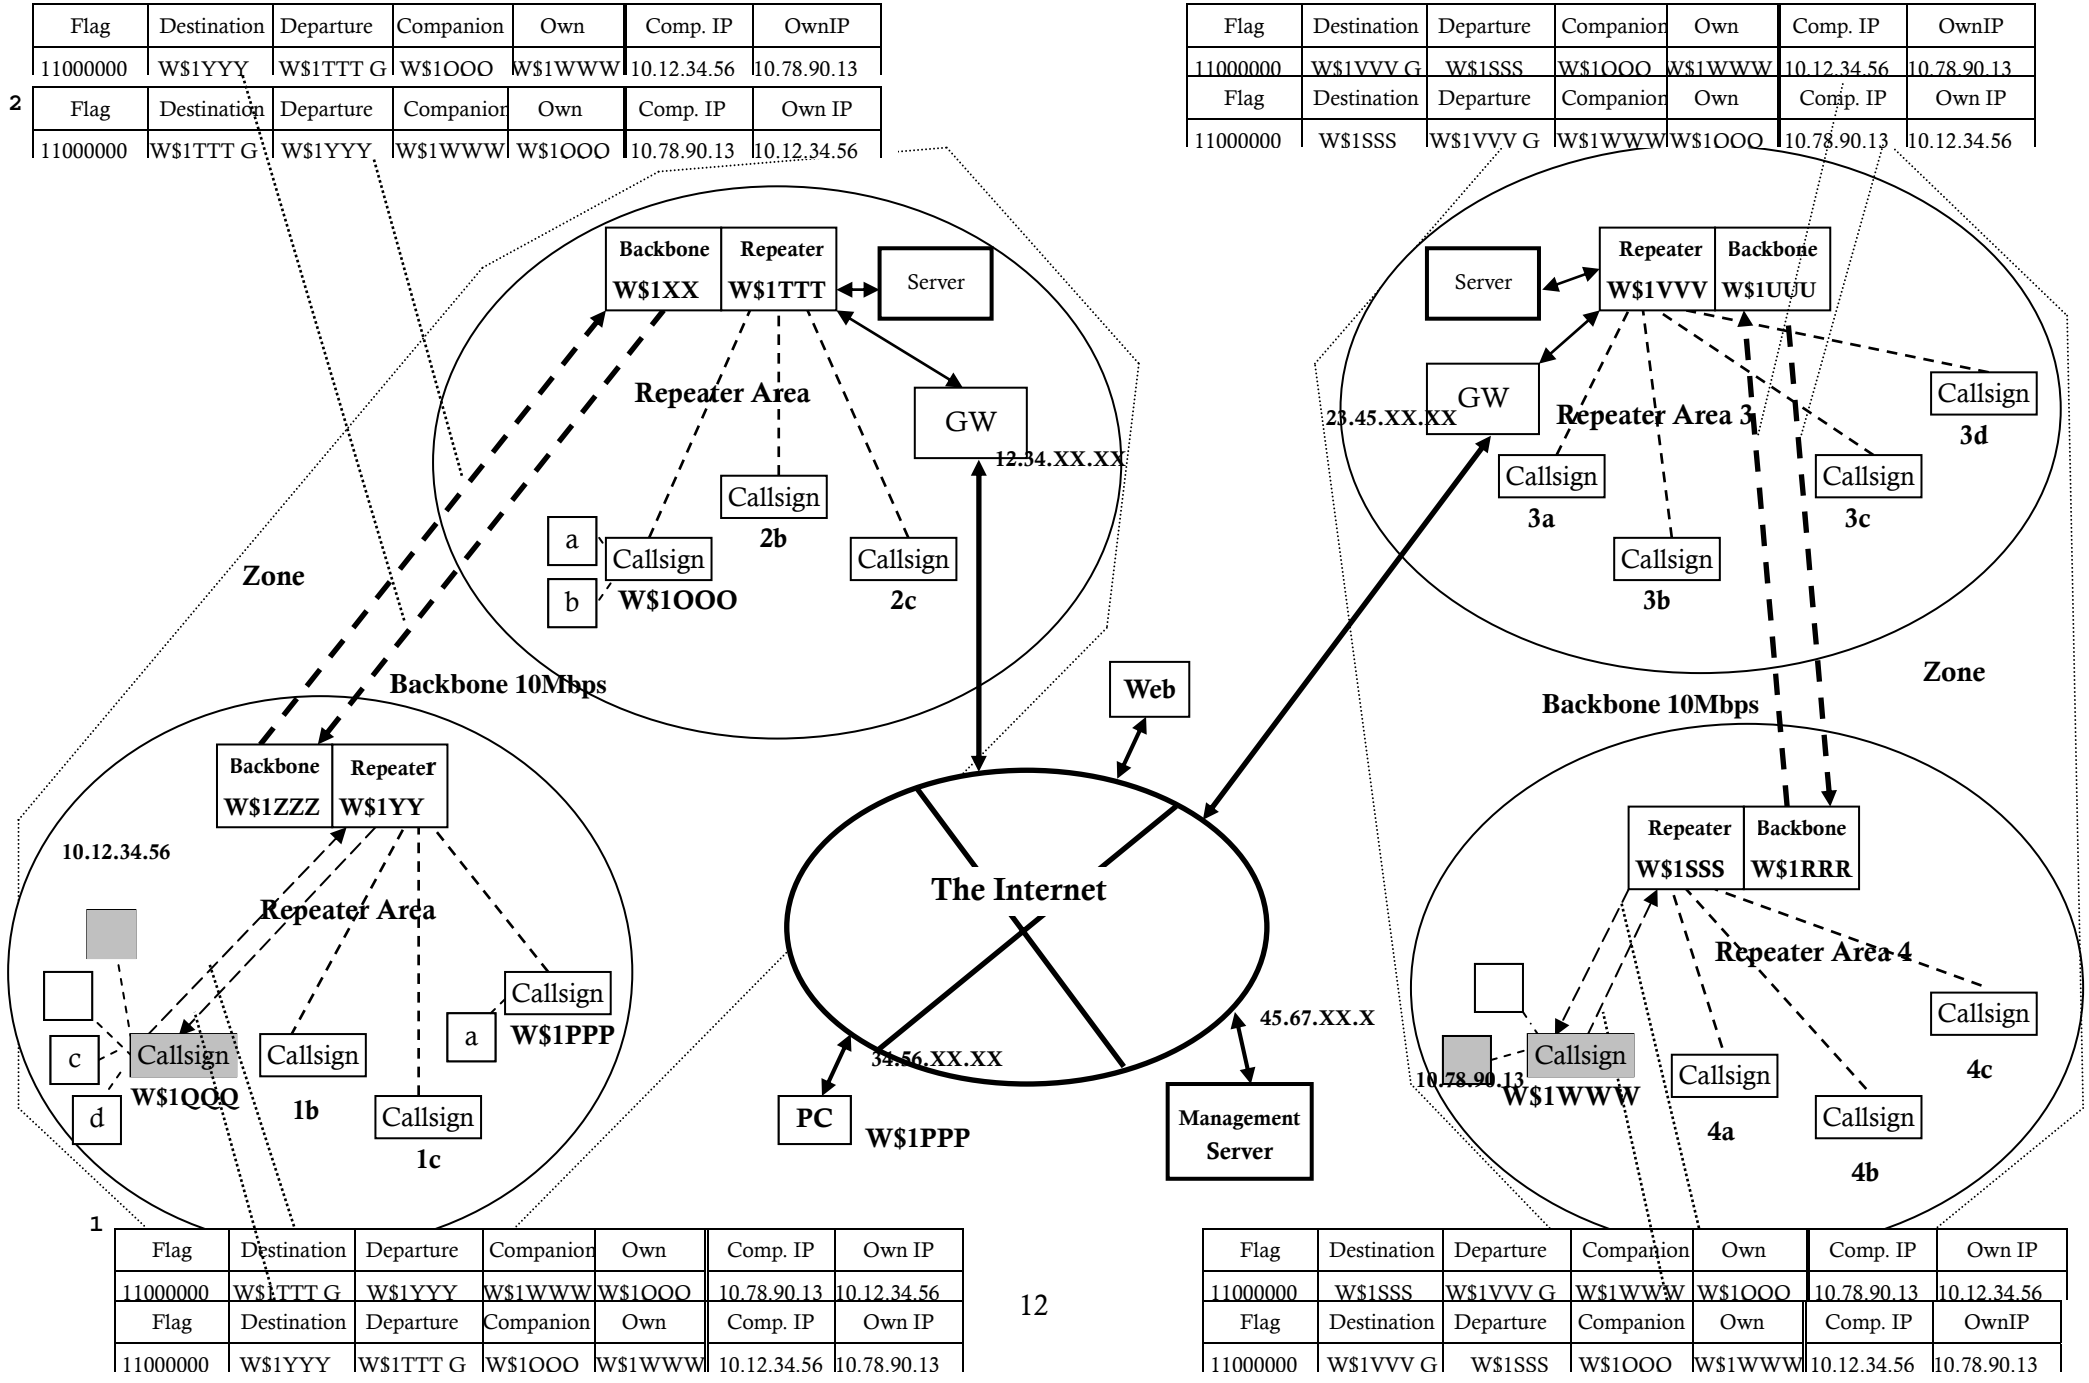 Flag Destination Departure Companion Own Comp. IP OwnIP
11000000 W$1YYY W$1TTT G W$1OOO W$1WWW 10.12.34.56 10.78.90.13
2
Flag Destination Departure Companion Own Comp. IP Own IP
11000000 W$1TTT G W$1YYY W$1WWW W$1OOO 10.78.90.13 10.12.34.56
Flag Destination Departure Companion Own Comp. IP OwnIP
11000000 W$1VVV G W$1SSS W$1OOO W$1WWW 10.12.34.56 10.78.90.13
Flag Destination Departure Companion Own Comp. IP Own IP
11000000 W$1SSS W$1VVV G W$1WWW W$1OOO 10.78.90.13 10.12.34.56
Backbone Repeater
W$1XX W$1TTT
Server
Repeater Area
GW
12.34.XX.XX
Callsign
2b
a
Callsign
b
W$1OOO
Callsign
2c
Zone
Backbone 10Mbps
Server
Repeater Backbone
W$1VVV W$1UUU
GW
23.45.XX.XX
Repeater Area 3
Callsign
3d
Callsign
3a
Callsign
3c
Callsign
3b
Zone
Backbone 10Mbps
Web
Backbone Repeater
W$1ZZZ W$1YY
10.12.34.56
Repeater Area
c
d
Callsign
W$1QQQ
Callsign
1b
Callsign
1c
a
Callsign
W$1PPP
The Internet
34.56.XX.XX
PC
W$1PPP
45.67.XX.X
Management
Server
Repeater Backbone
W$1SSS W$1RRR
Repeater Area 4
Callsign
4c
10.78.90.13
Callsign
W$1WWW
Callsign
4a
Callsign
4b
1
Flag Destination Departure Companion Own Comp. IP Own IP
11000000 W$1TTT G W$1YYY W$1WWW W$1OOO 10.78.90.13 10.12.34.56
Flag Destination Departure Companion Own Comp. IP Own IP
11000000 W$1YYY W$1TTT G W$1OOO W$1WWW 10.12.34.56 10.78.90.13
12
Flag Destination Departure Companion Own Comp. IP Own IP
11000000 W$1SSS W$1VVV G W$1WWW W$1OOO 10.78.90.13 10.12.34.56
Flag Destination Departure Companion Own Comp. IP OwnIP
11000000 W$1VVV G W$1SSS W$1OOO W$1WWW 10.12.34.56 10.78.90.13